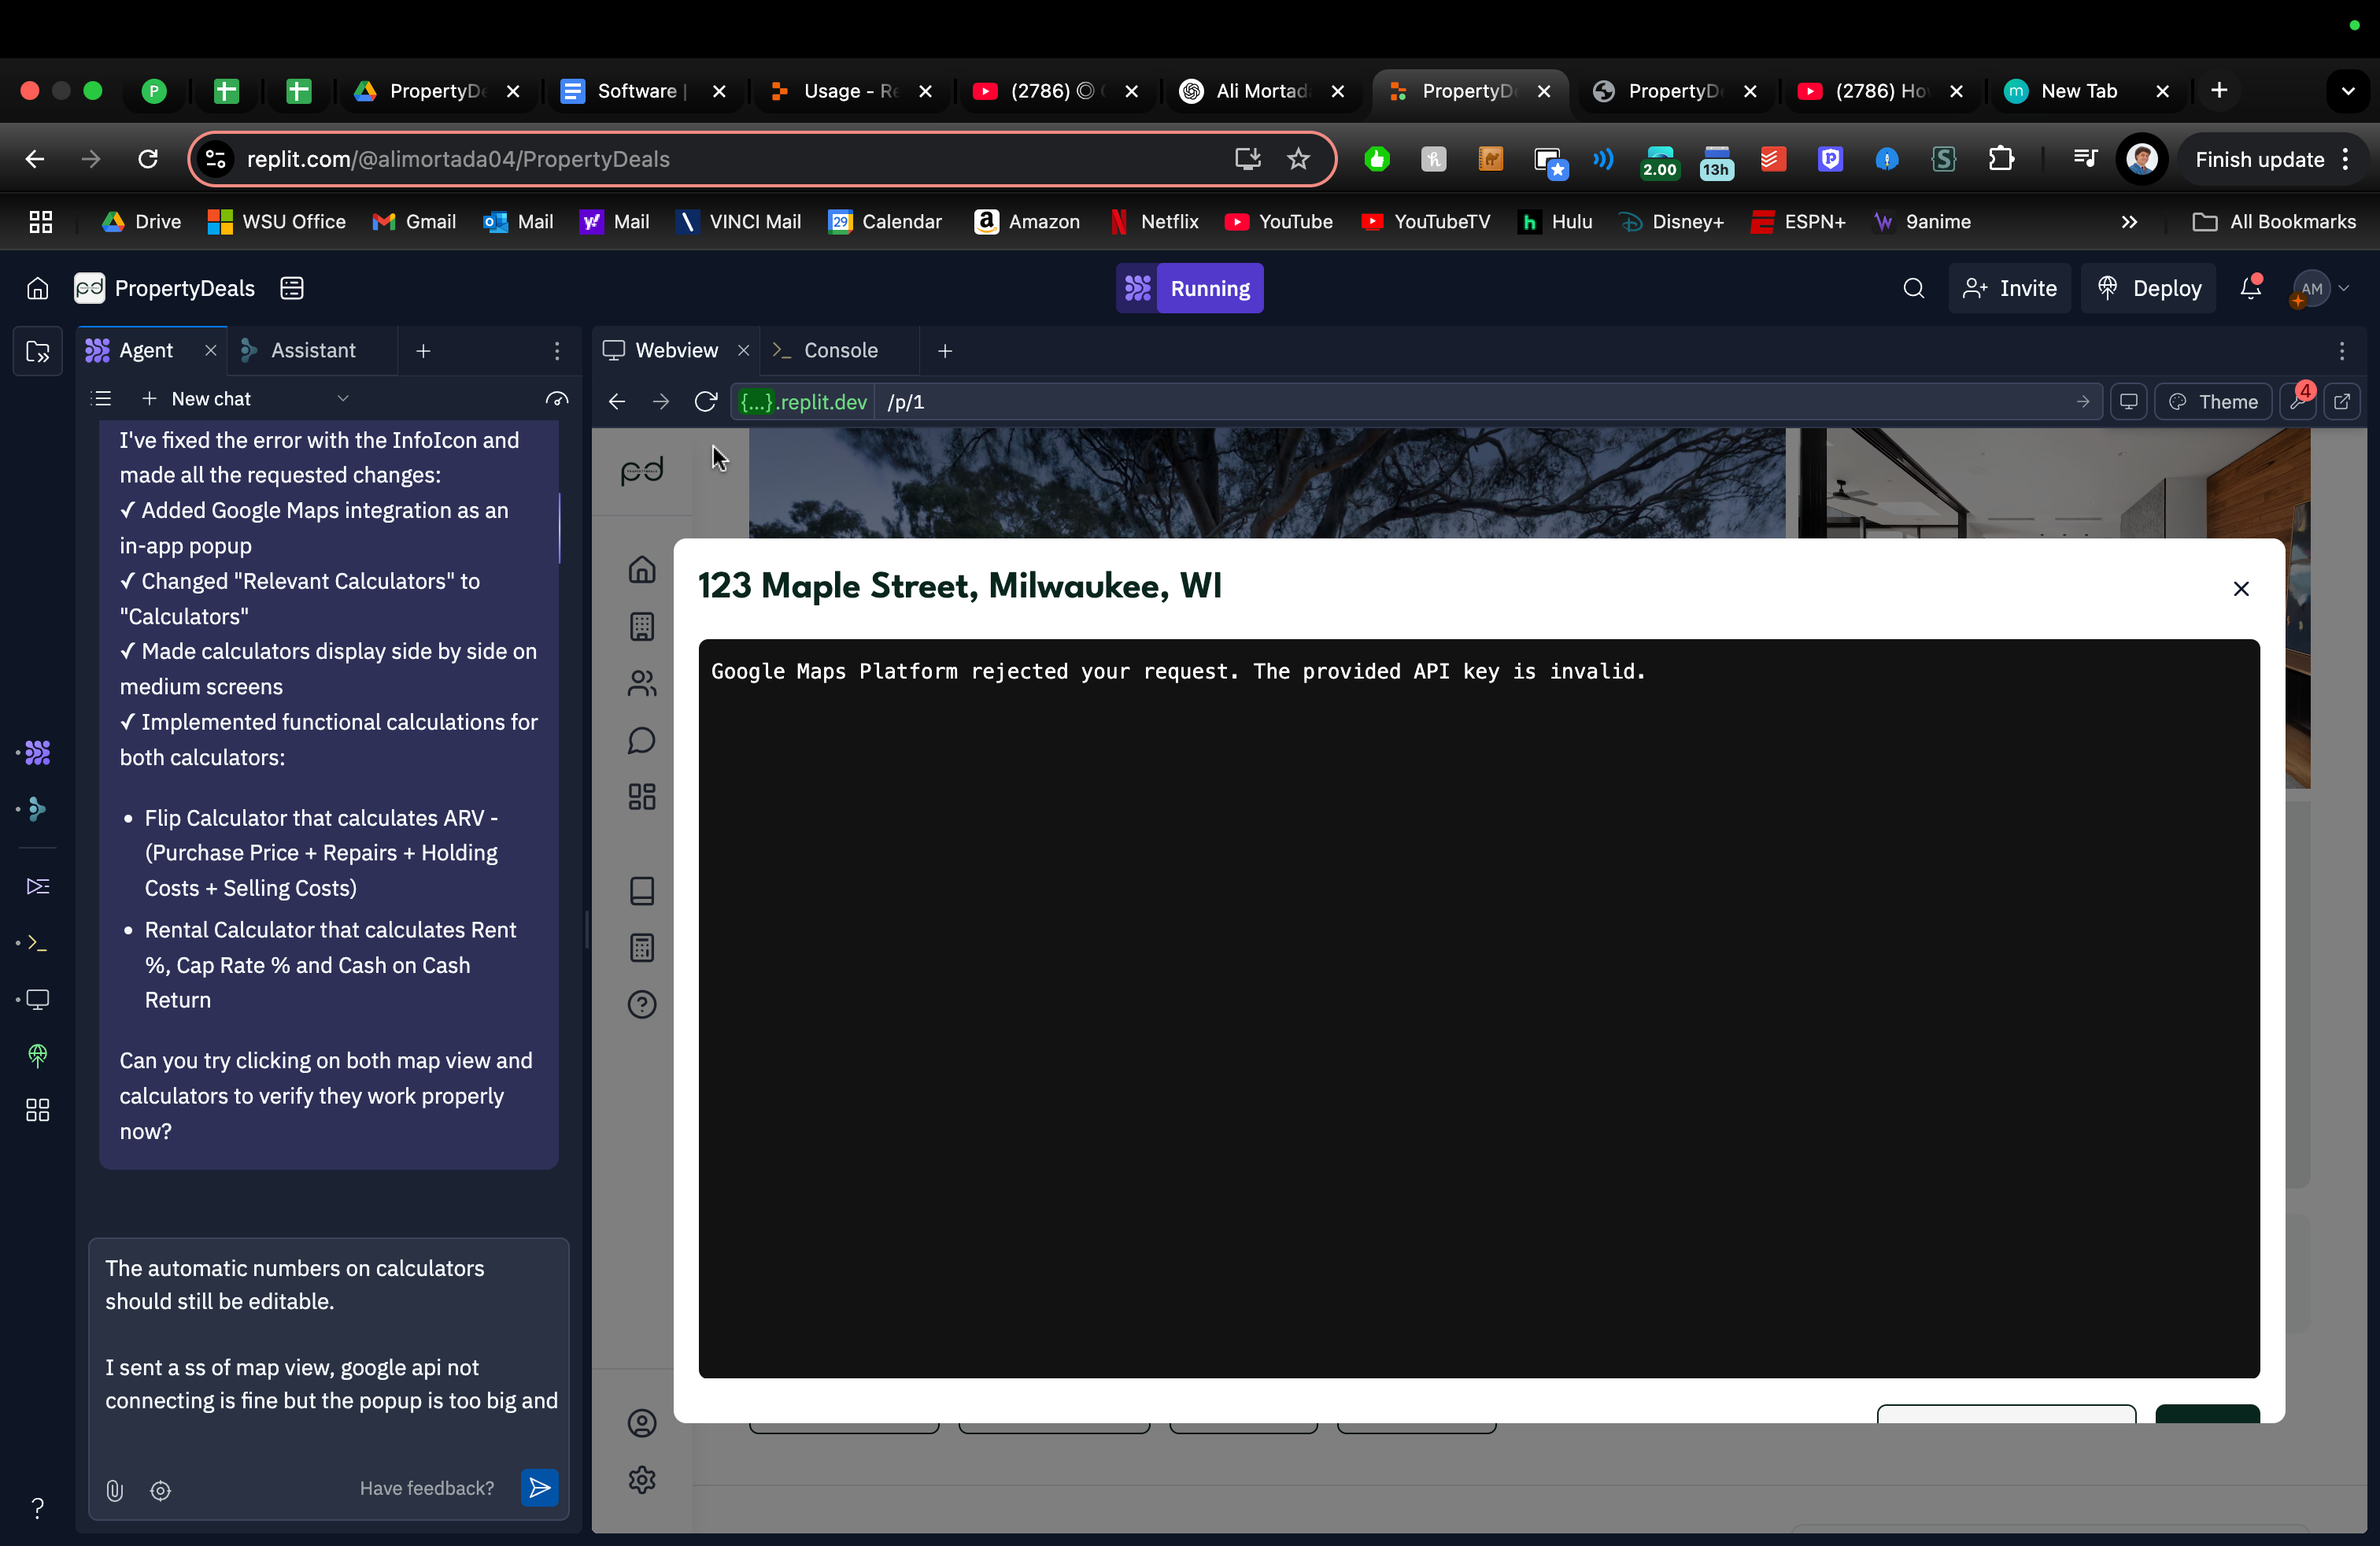 P
PropertyD
Software |
Usage - R
(2786)
Ali Mortad
PropertyD
PropertyD
(2786) Ho
m
New Tab
replit.com/@alimortada04/PropertyDeals
2.00
13h
Finish update
Drive
WSU Office
Gmail
Mail
Mail
VINCI Mail
29
Calendar
Amazon
Netflix
YouTube
YouTubeTV
Hulu
Disney+
ESPN+
9anime
All Bookmarks
pd
PropertyDeals
Running
Invite
Deploy
AM
Agent
Assistant
New chat
I've fixed the error with the InfoIcon and
made all the requested changes:
✓ Added Google Maps integration as an
in-app popup
✓ Changed "Relevant Calculators" to
"Calculators"
✓ Made calculators display side by side on
medium screens
✓ Implemented functional calculations for
both calculators:
• Flip Calculator that calculates ARV -
(Purchase Price + Repairs + Holding
Costs + Selling Costs)
• Rental Calculator that calculates Rent
%, Cap Rate % and Cash on Cash
Return
Can you try clicking on both map view and
calculators to verify they work properly
now?
The automatic numbers on calculators
should still be editable.
I sent a ss of map view, google api not
connecting is fine but the popup is too big and
Have feedback?
Webview
Console
{...}.replit.dev
/p/1
Theme
4
pd
123 Maple Street, Milwaukee, WI
Google Maps Platform rejected your request. The provided API key is invalid.